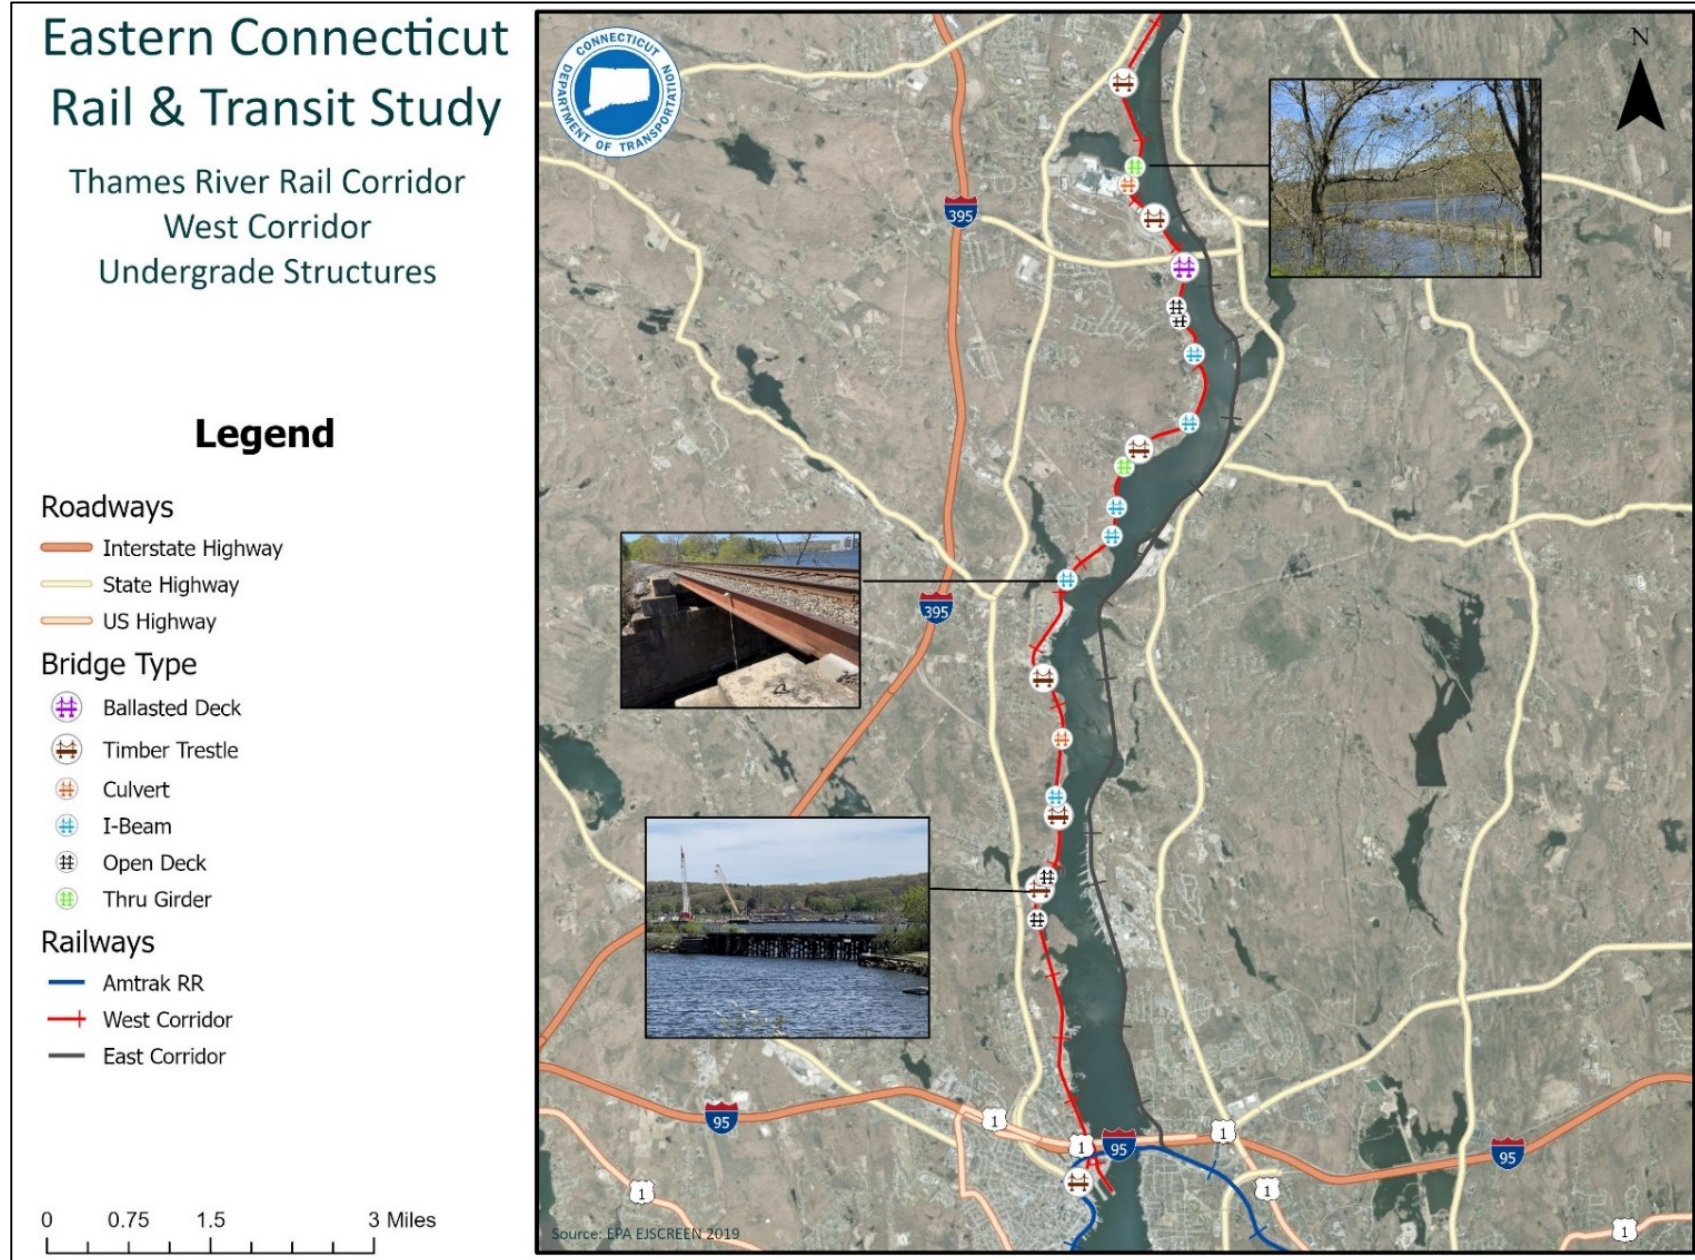 Eastern Connecticut
Rail & Transit Study
Thames River Rail Corridor
West Corridor
Undergrade Structures
Legend
Roadways
Interstate Highway
State Highway
US Highway
Bridge Type
Ballasted Deck
Timber Trestle
Culvert
I-Beam
Open Deck
Thru Girder
Railways
Amtrak RR
West Corridor
East Corridor
0 0.75 1.5 3 Miles
CONNECTICUT
DEPARTMENT OF TRANSPORTATION
N
395
395
95
1
1
95
1
95
1
1
1
Source: EPA EJSCREEN 2019